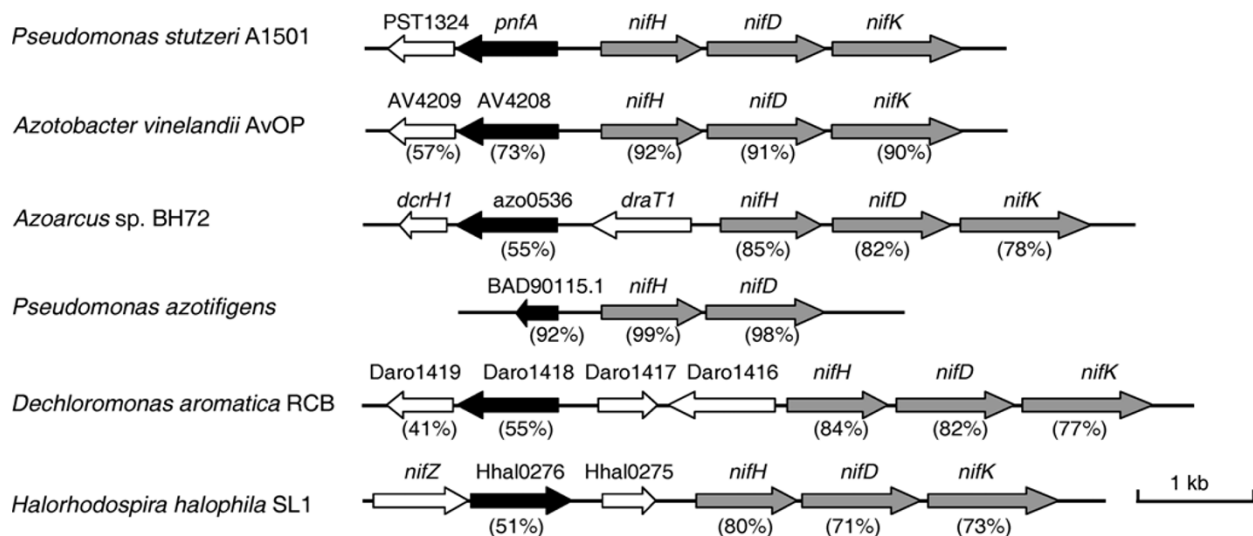 PST1324 pnfA nifH nifD nifK
Pseudomonas stutzeri A1501
AV4209 AV4208 nifH nifD nifK
Azotobacter vinelandii AvOP
(57%) (73%) (92%) (91%) (90%)
dcrH1 azo0536 draT1 nifH nifD nifK
Azoarcus sp. BH72
(55%) (85%) (82%) (78%)
BAD90115.1 nifH nifD
Pseudomonas azotifigens
(92%) (99%) (98%)
Daro1419 Daro1418 Daro1417 Daro1416 nifH nifD nifK
Dechloromonas aromatica RCB
(41%) (55%) (84%) (82%) (77%)
nifZ Hhal0276 Hhal0275 nifH nifD nifK
1 kb
Halorhodospira halophila SL1
(51%) (80%) (71%) (73%)